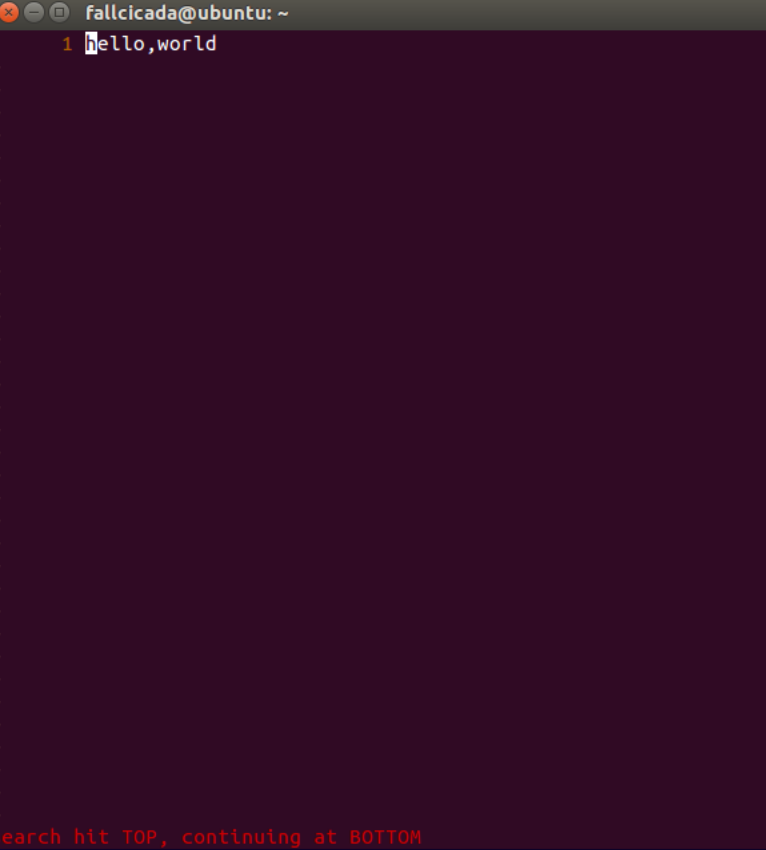 fallcicada@ubuntu: ~
1 hello,world
earch hit TOP, continuing at BOTTOM